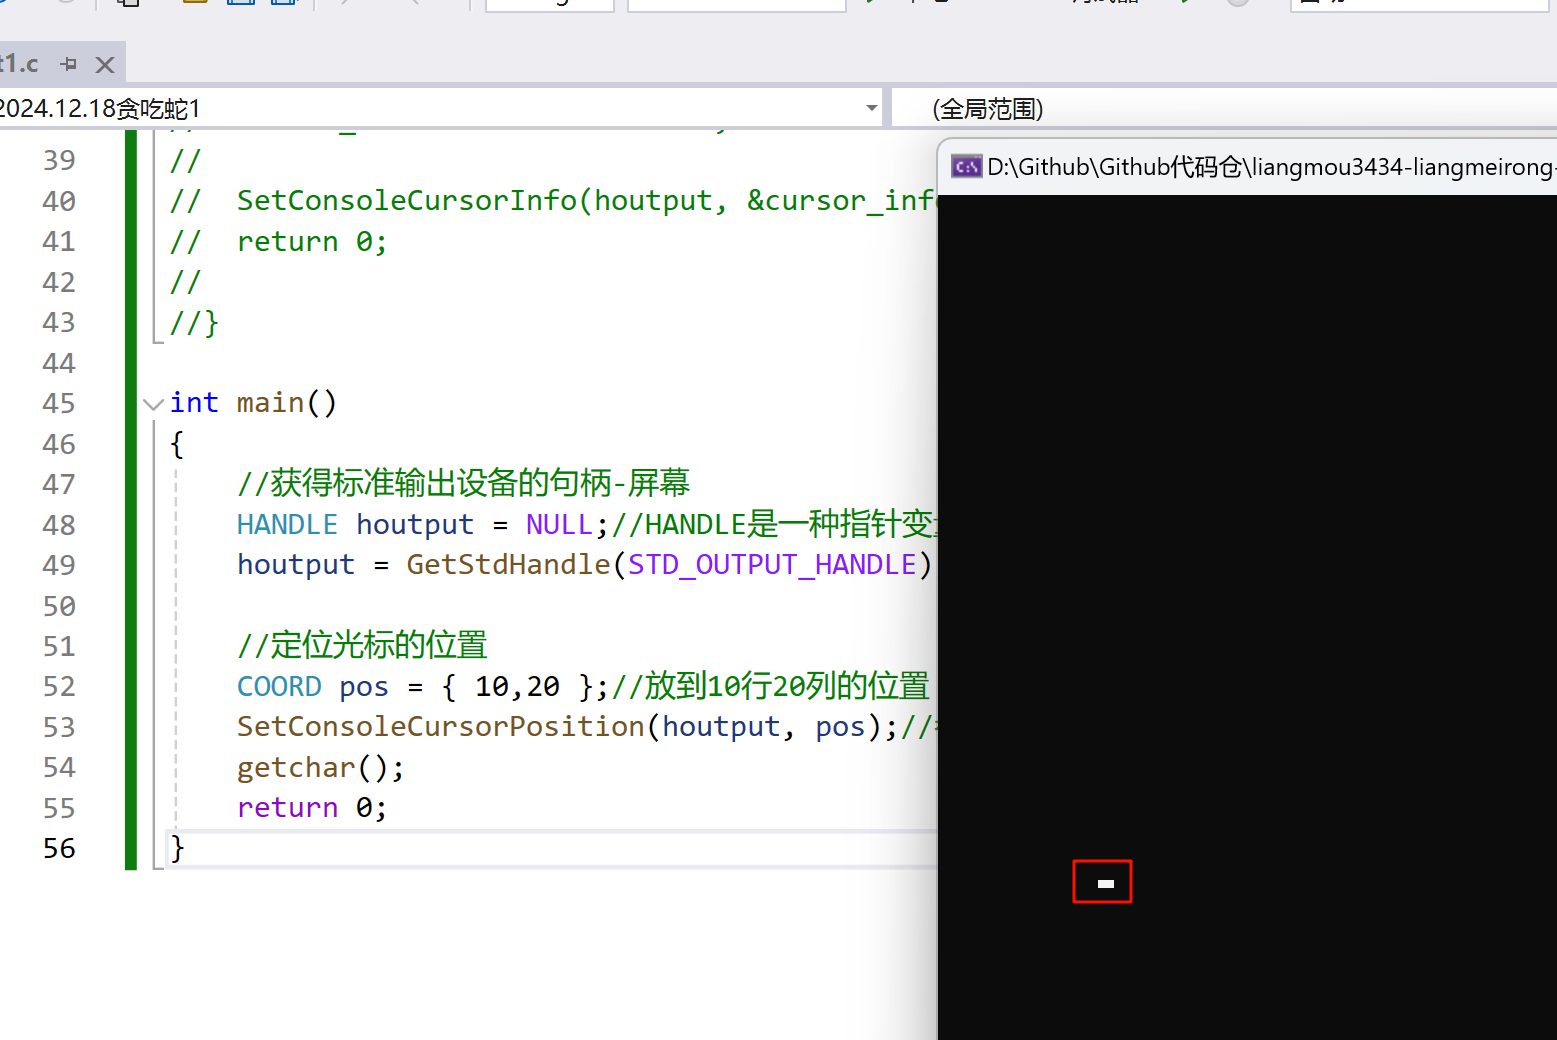 t1.c
2024.12.18贪吃蛇1
(全局范围)
39 //
40 // SetConsoleCursorInfo(houtput, &cursor_info
41 // return 0;
42 //
43 //}
44
45 int main()
46 {
47 //获得标准输出设备的句柄-屏幕
48 HANDLE houtput = NULL;//HANDLE是一种指针变
49 houtput = GetStdHandle(STD_OUTPUT_HANDLE)
50
51 //定位光标的位置
52 COORD pos = { 10,20 };//放到10行20列的位置
53 SetConsoleCursorPosition(houtput, pos);//
54 getchar();
55 return 0;
56 }
D:\Github\Github代码仓\liangmou3434-liangmeirong-